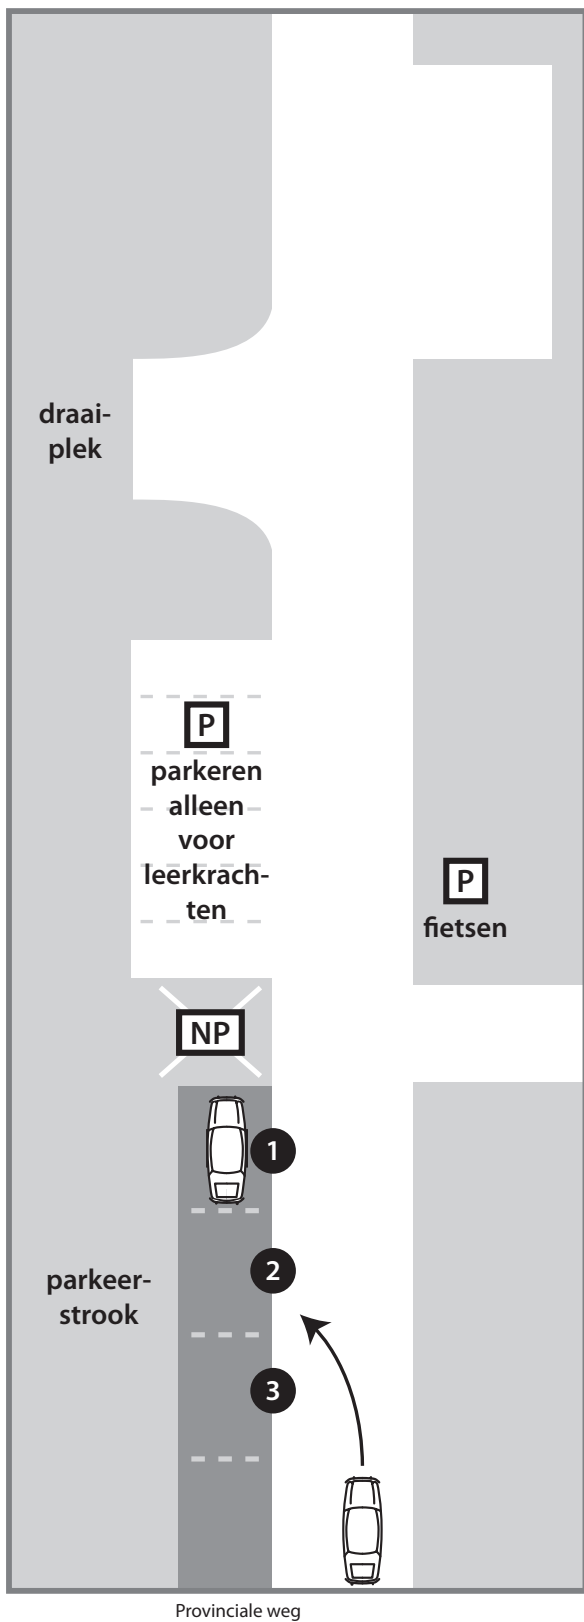 draai-
plek
P
parkeren
alleen
voor
leerkrach-
ten
P
fietsen
NP
1
parkeer-
strook
2
3
Provinciale weg